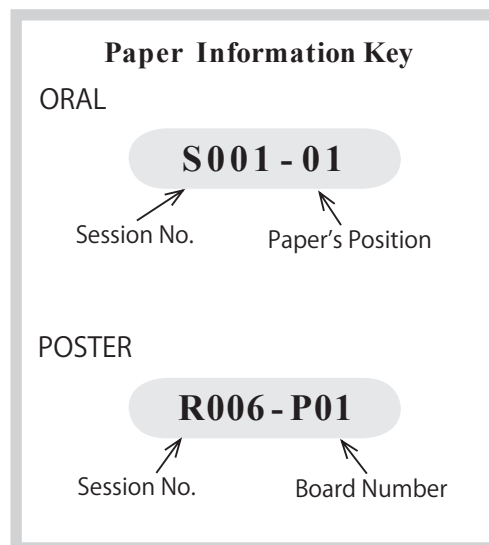 Paper Information Key
ORAL
S001-01
Session No. Paper's Position
POSTER
R006-P01
Session No. Board Number